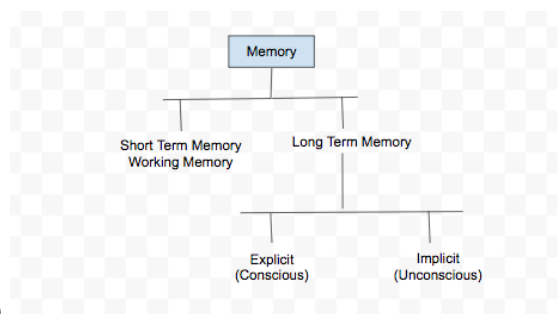 Memory
Short Term Memory
Working Memory
Long Term Memory
Explicit
(Conscious)
Implicit
(Unconscious)